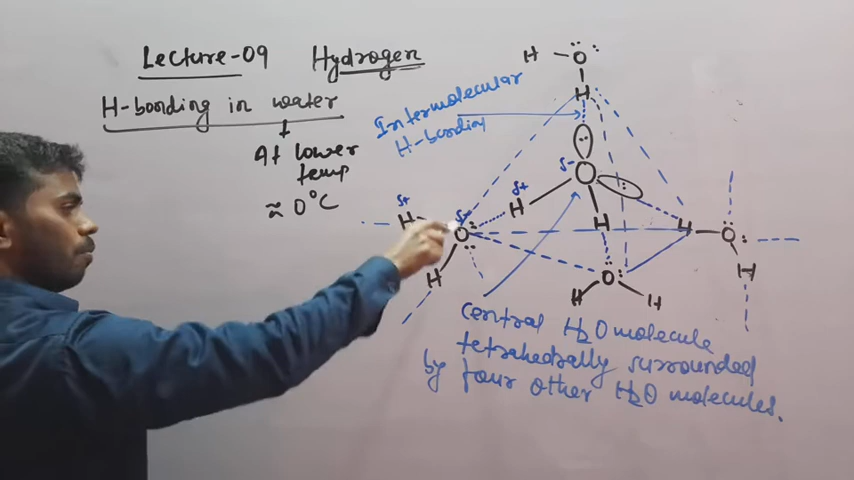 Lecture-09 Hydrogen
H-bonding in water
At lower
temp
≈ 0°C
Intermolecular
H-bonding
H - O
H
δ-
O
δ+
H
H
δ+
H
δ-
O
H
H - O
H
O
H H
Central H2O molecule
tetrahedrally surrounded
by four other H2O molecules.